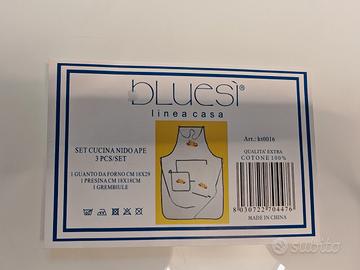 bluesì®
linea casa
SET CUCINA NIDO APE
3 PCS/SET
1 GUANTO DA FORNO CM 18X29
1 PRESINA CM 18X18CM
1 GREMBIULE
Art.: kt0016
QUALITA' EXTRA
COTONE 100%
8 030722 704476
MADE IN CHINA
subito